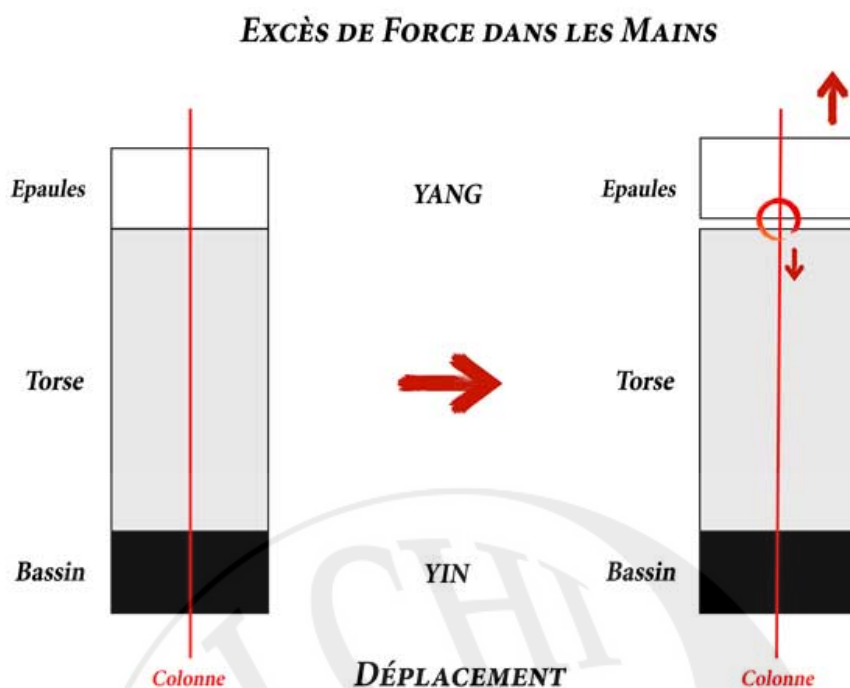 EXCÈS DE FORCE DANS LES MAINS
Epaules YANG Epaules
Torse Torse
Bassin YIN Bassin
Colonne DÉPLACEMENT Colonne